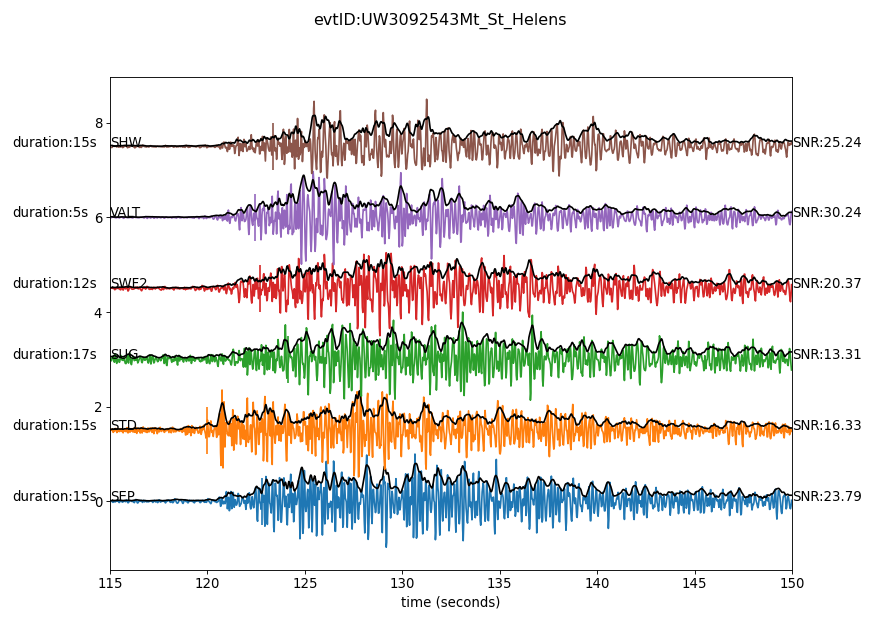 evtID:UW3092543Mt_St_Helens
8
duration:15s SHW SNR:25.24
duration:5s VALT SNR:30.24
6
duration:12s SWF2 SNR:20.37
4
duration:17s SUG SNR:13.31
2
duration:15s STD SNR:16.33
duration:15s SEP SNR:23.79
0
115 120 125 130 135 140 145 150
time (seconds)